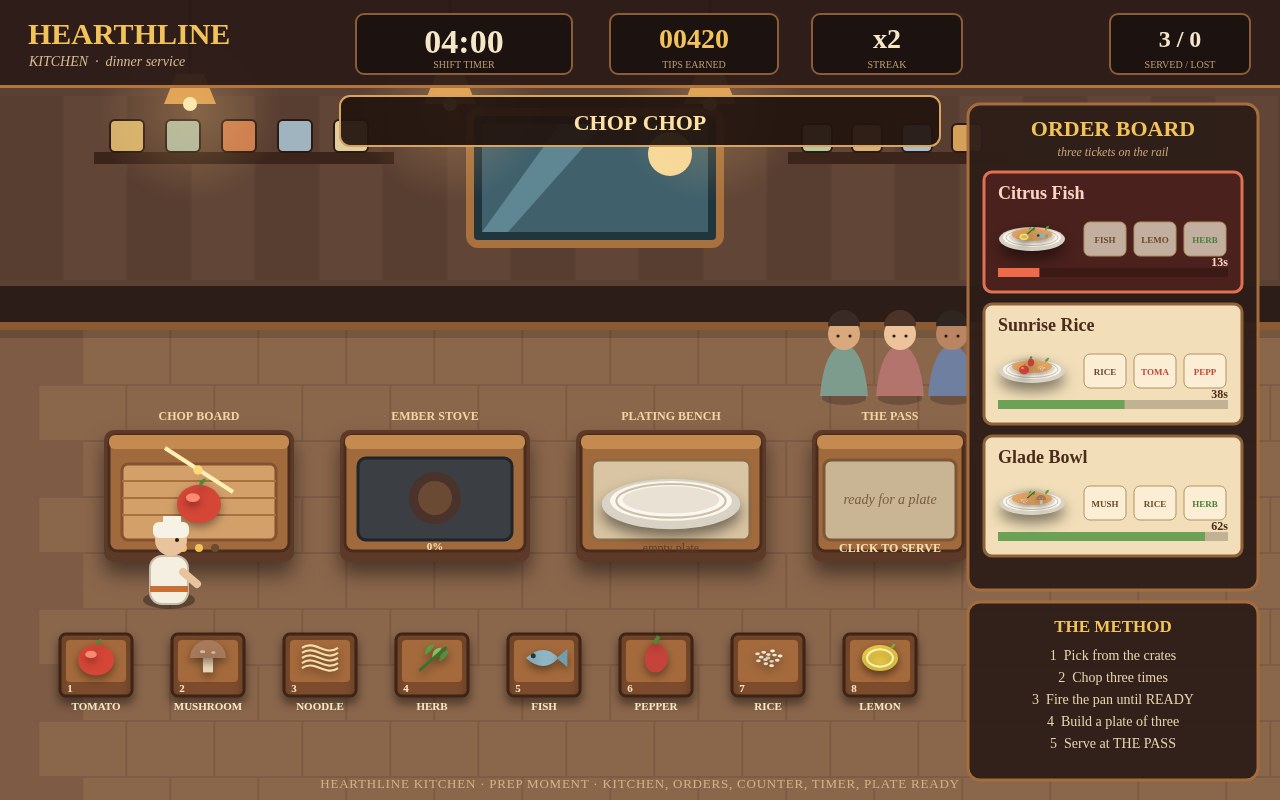 HEARTHLINE
KITCHEN · dinner service
04:00
SHIFT TIMER
00420
TIPS EARNED
x2
STREAK
3 / 0
SERVED / LOST
CHOP CHOP
ORDER BOARD
three tickets on the rail
Citrus Fish
FISH LEMO HERB
13s
Sunrise Rice
RICE TOMA PEPP
38s
Glade Bowl
MUSH RICE HERB
62s
CHOP BOARD
EMBER STOVE
PLATING BENCH
THE PASS
ready for a plate
0%
empty plate
CLICK TO SERVE
1
TOMATO
2
MUSHROOM
3
NOODLE
4
HERB
5
FISH
6
PEPPER
7
RICE
8
LEMON
THE METHOD
1 Pick from the crates
2 Chop three times
3 Fire the pan until READY
4 Build a plate of three
5 Serve at THE PASS
HEARTHLINE KITCHEN · PREP MOMENT · KITCHEN, ORDERS, COUNTER, TIMER, PLATE READY